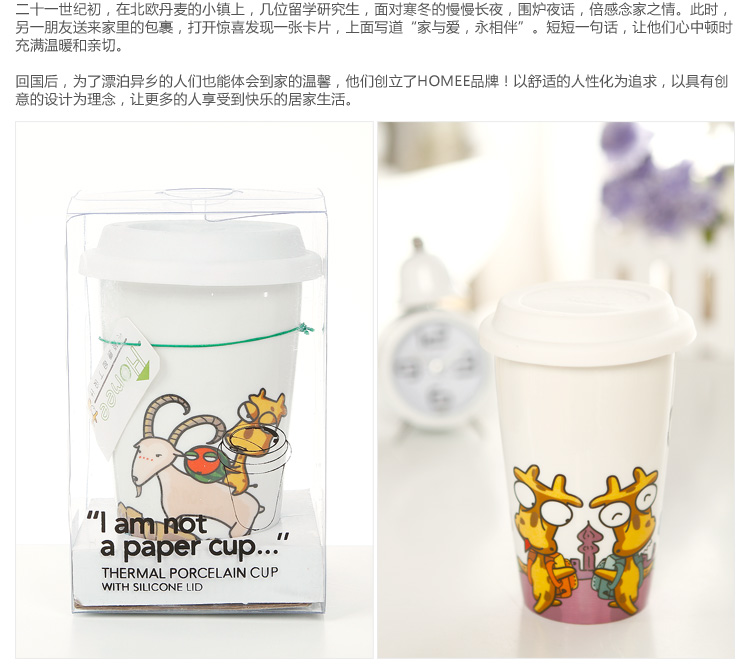 二十一世纪初，在北欧丹麦的小镇上，几位留学研究生，面对寒冬的慢慢长夜，围炉夜话，倍感念家之情。此时，
另一朋友送来家里的包裹，打开惊喜发现一张卡片，上面写道“家与爱，永相伴”。短短一句话，让他们心中顿时
充满温暖和亲切。
回国后，为了漂泊异乡的人们也能体会到家的温馨，他们创立了HOMEE品牌！以舒适的人性化为追求，以具有创
意的设计为理念，让更多的人享受到快乐的居家生活。
Homee
“I am not
a paper cup...”
THERMAL PORCELAIN CUP
WITH SILICONE LID